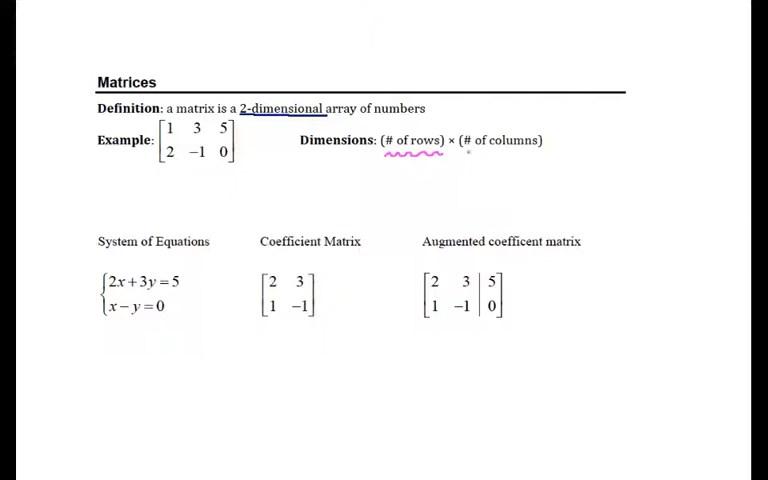 Matrices
Definition: a matrix is a 2-dimensional array of numbers
Example: [1 3 5
2 −1 0] Dimensions: (# of rows) × (# of columns)
System of Equations Coefficient Matrix Augmented coefficent matrix
{2x+3y=5 [2 3 [2 3 | 5
x−y=0 1 −1] 1 −1 | 0]